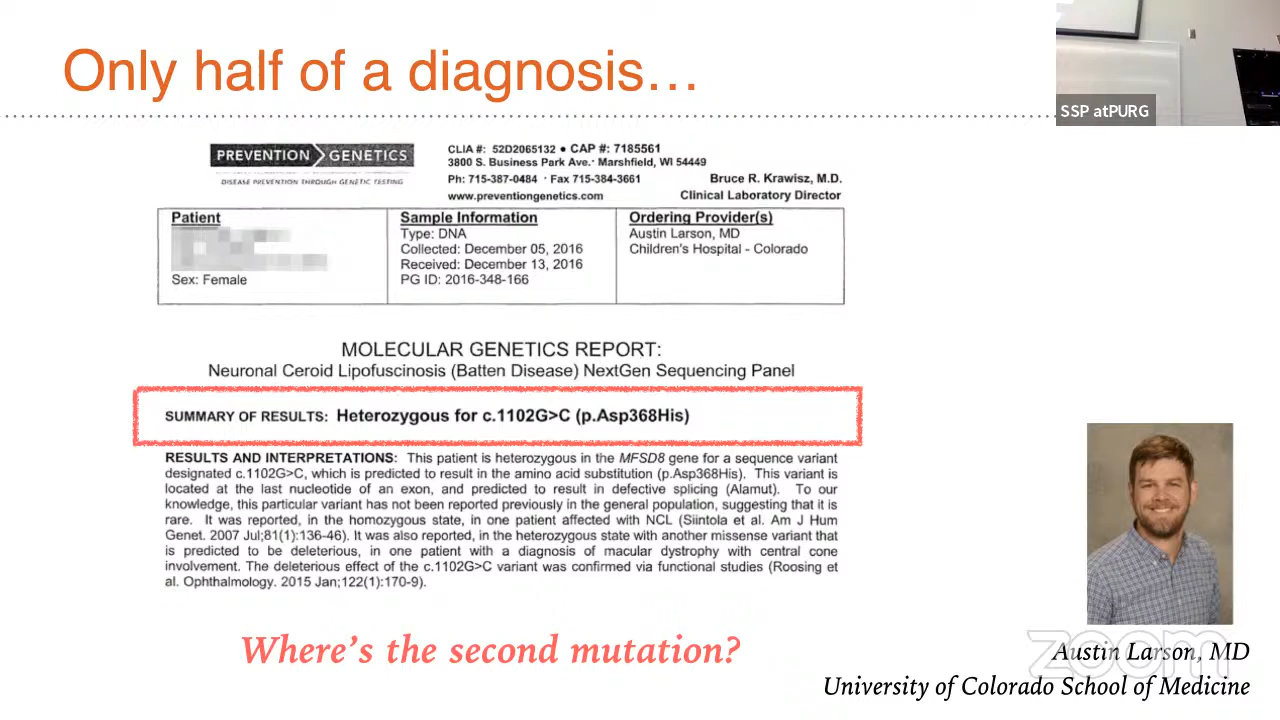 Only half of a diagnosis…
SSP atPURG
PREVENTION GENETICS
DISEASE PREVENTION THROUGH GENETIC TESTING
CLIA #: 52D2065132 ● CAP #: 7185561
3800 S. Business Park Ave.· Marshfield, WI 54449
Ph: 715-387-0484 · Fax 715-384-3661
www.preventiongenetics.com
Bruce R. Krawisz, M.D.
Clinical Laboratory Director
Patient
Sex: Female
Sample Information
Type: DNA
Collected: December 05, 2016
Received: December 13, 2016
PG ID: 2016-348-166
Ordering Provider(s)
Austin Larson, MD
Children's Hospital - Colorado
MOLECULAR GENETICS REPORT:
Neuronal Ceroid Lipofuscinosis (Batten Disease) NextGen Sequencing Panel
SUMMARY OF RESULTS: Heterozygous for c.1102G>C (p.Asp368His)
RESULTS AND INTERPRETATIONS: This patient is heterozygous in the MFSD8 gene for a sequence variant
designated c.1102G>C, which is predicted to result in the amino acid substitution (p.Asp368His). This variant is
located at the last nucleotide of an exon, and predicted to result in defective splicing (Alamut). To our
knowledge, this particular variant has not been reported previously in the general population, suggesting that it is
rare. It was reported, in the homozygous state, in one patient affected with NCL (Siintola et al. Am J Hum
Genet. 2007 Jul;81(1):136-46). It was also reported, in the heterozygous state with another missense variant that
is predicted to be deleterious, in one patient with a diagnosis of macular dystrophy with central cone
involvement. The deleterious effect of the c.1102G>C variant was confirmed via functional studies (Roosing et
al. Ophthalmology. 2015 Jan;122(1):170-9).
Where's the second mutation?
zoom
Austin Larson, MD
University of Colorado School of Medicine